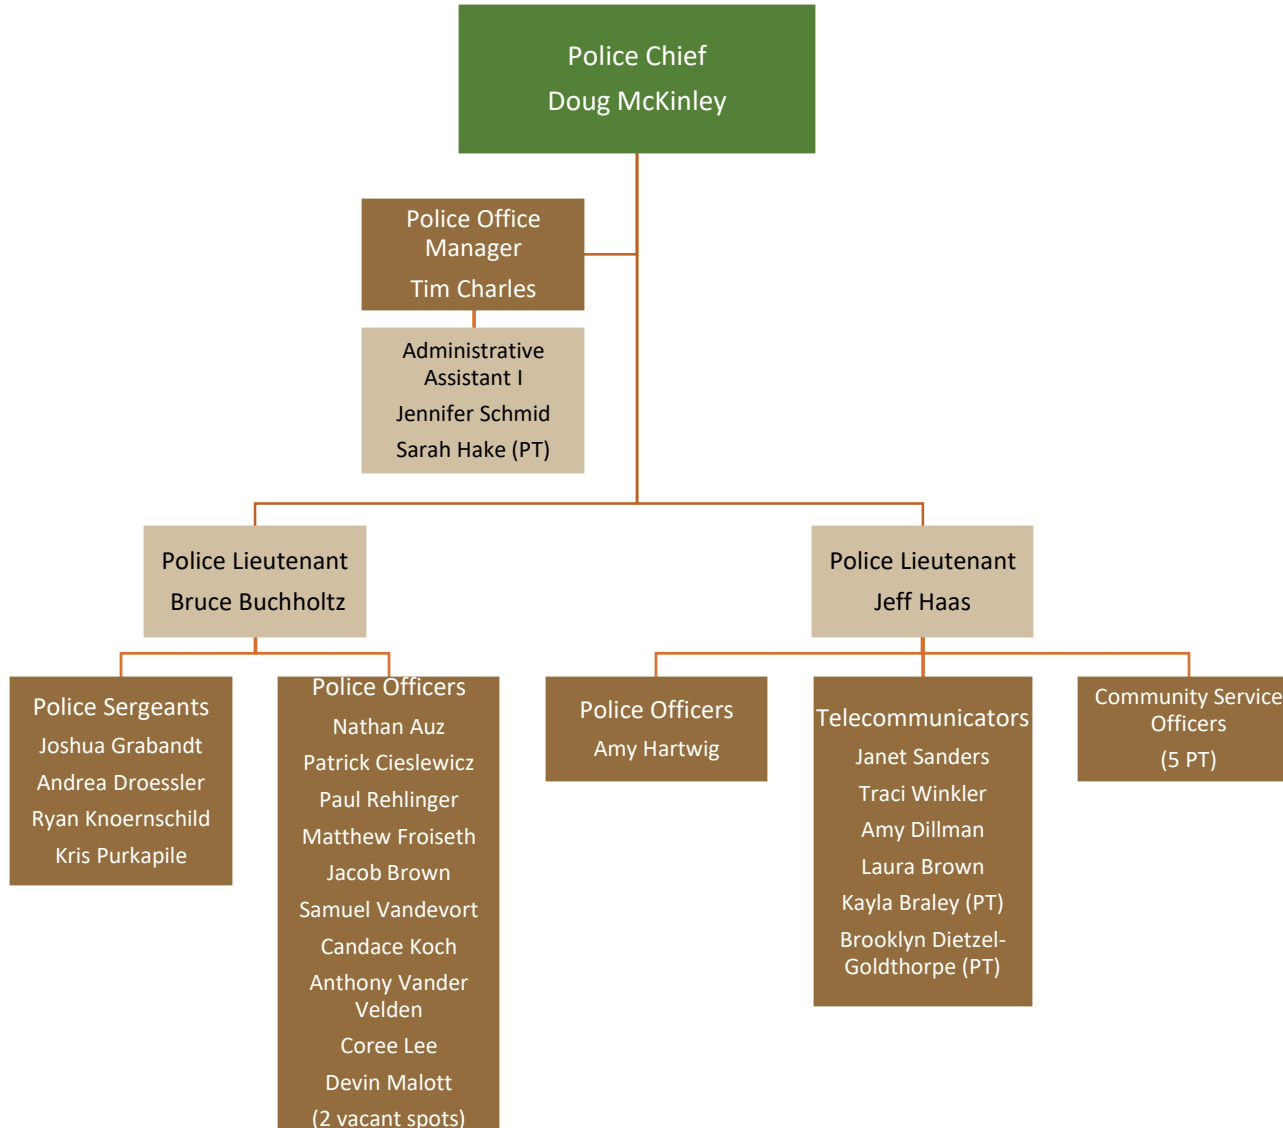 Police Chief
Doug McKinley
Police Office
Manager
Tim Charles
Administrative
Assistant I
Jennifer Schmid
Sarah Hake (PT)
Police Lieutenant
Bruce Buchholtz
Police Lieutenant
Jeff Haas
Police Sergeants
Joshua Grabandt
Andrea Droessler
Ryan Knoernschild
Kris Purkapile
Police Officers
Nathan Auz
Patrick Cieslewicz
Paul Rehlinger
Matthew Froiseth
Jacob Brown
Samuel Vandevort
Candace Koch
Anthony Vander
Velden
Coree Lee
Devin Malott
(2 vacant spots)
Police Officers
Amy Hartwig
Telecommunicators
Janet Sanders
Traci Winkler
Amy Dillman
Laura Brown
Kayla Braley (PT)
Brooklyn Dietzel-
Goldthorpe (PT)
Community Service
Officers
(5 PT)